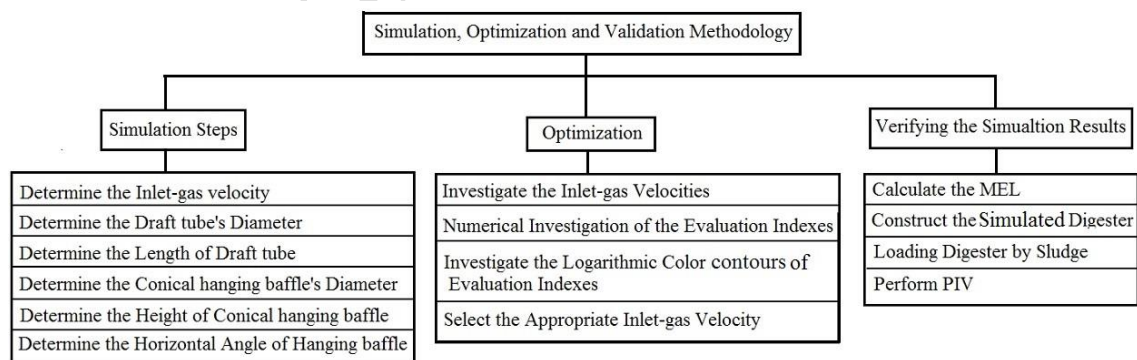 Simulation, Optimization and Validation Methodology
Simulation Steps
Determine the Inlet-gas velocity
Determine the Draft tube's Diameter
Determine the Length of Draft tube
Determine the Conical hanging baffle's Diameter
Determine the Height of Conical hanging baffle
Determine the Horizontal Angle of Hanging baffle
Optimization
Investigate the Inlet-gas Velocities
Numerical Investigation of the Evaluation Indexes
Investigate the Logarithmic Color contours of
Evaluation Indexes
Select the Appropriate Inlet-gas Velocity
Verifying the Simualtion Results
Calculate the MEL
Construct the Simulated Digester
Loading Digester by Sludge
Perform PIV